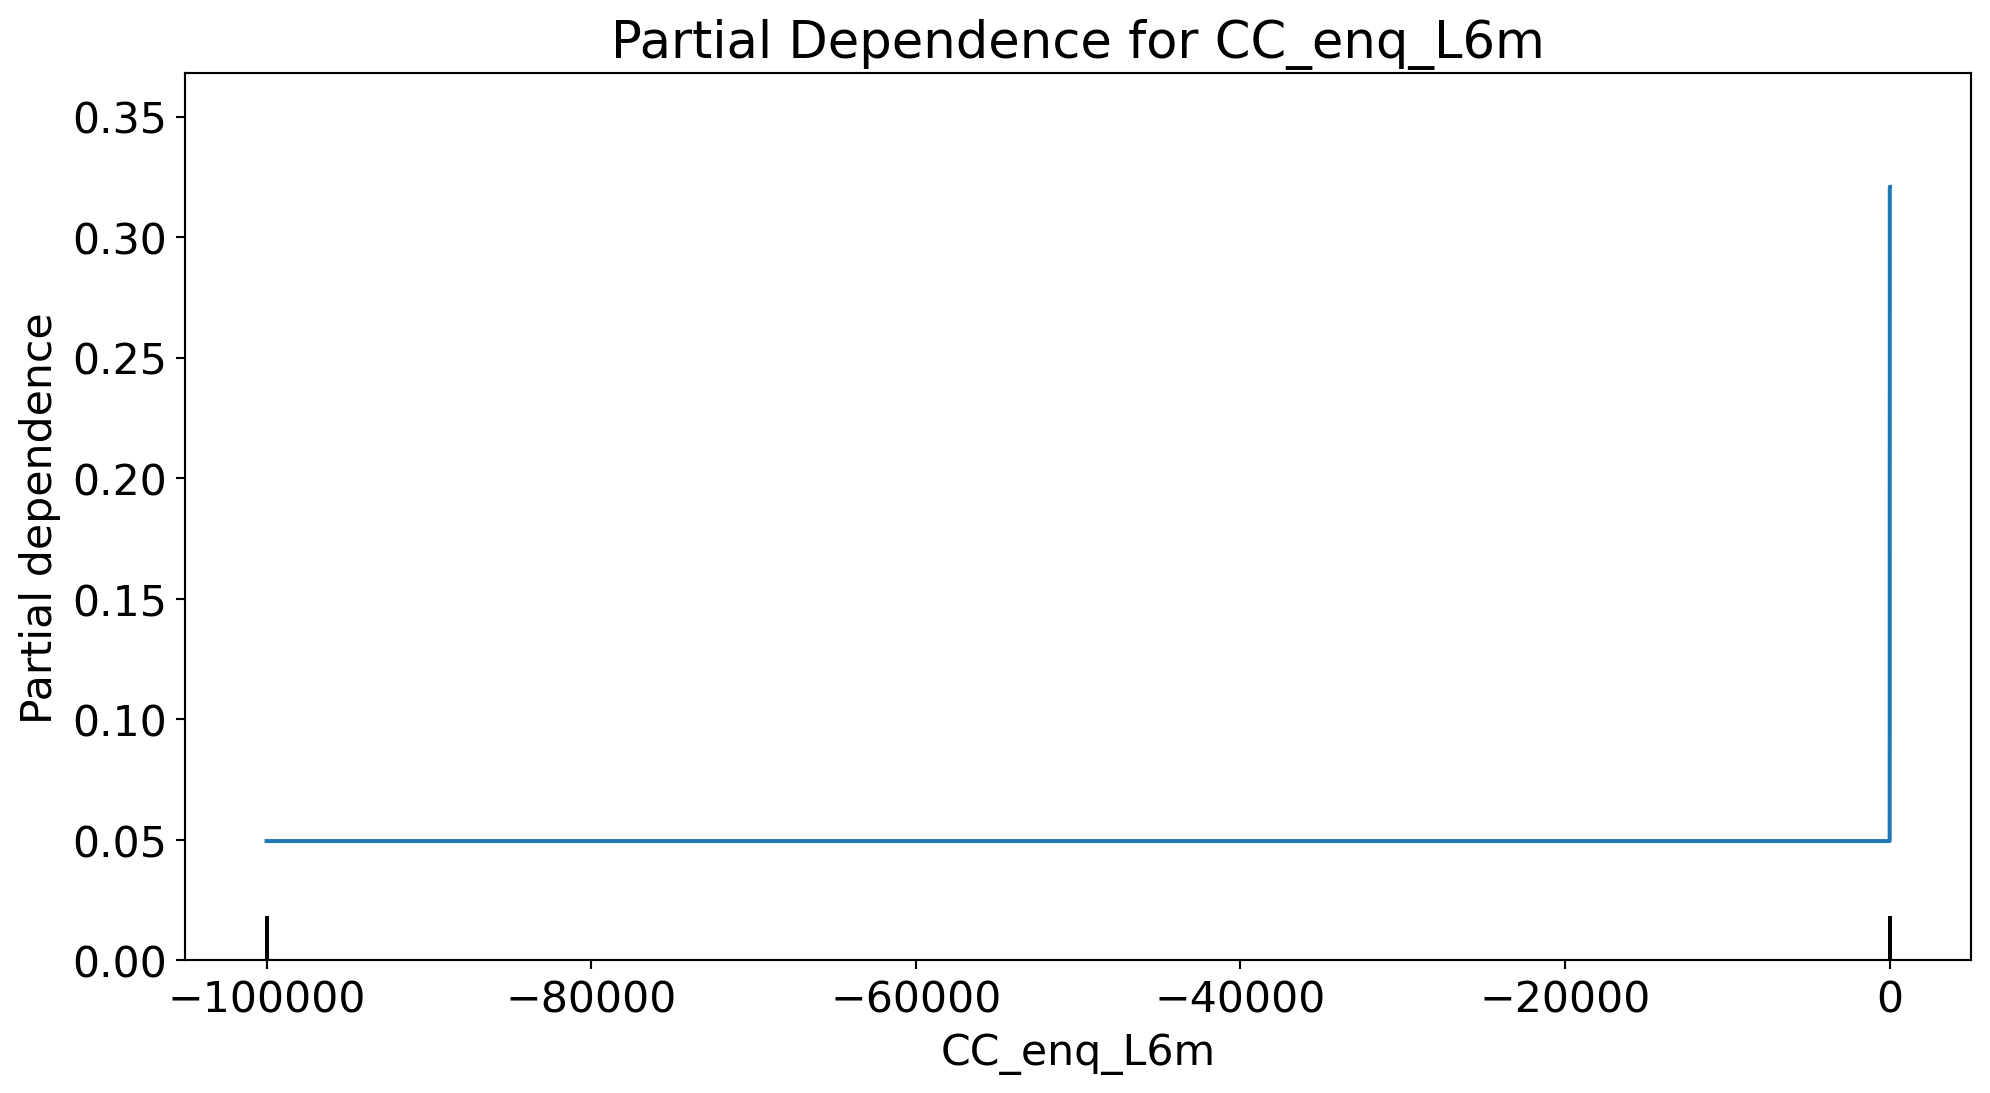 Partial Dependence for CC_enq_L6m
0.35
0.30
0.25
0.20
0.15
0.10
0.05
0.00
Partial dependence
−100000 −80000 −60000 −40000 −20000 0
CC_enq_L6m